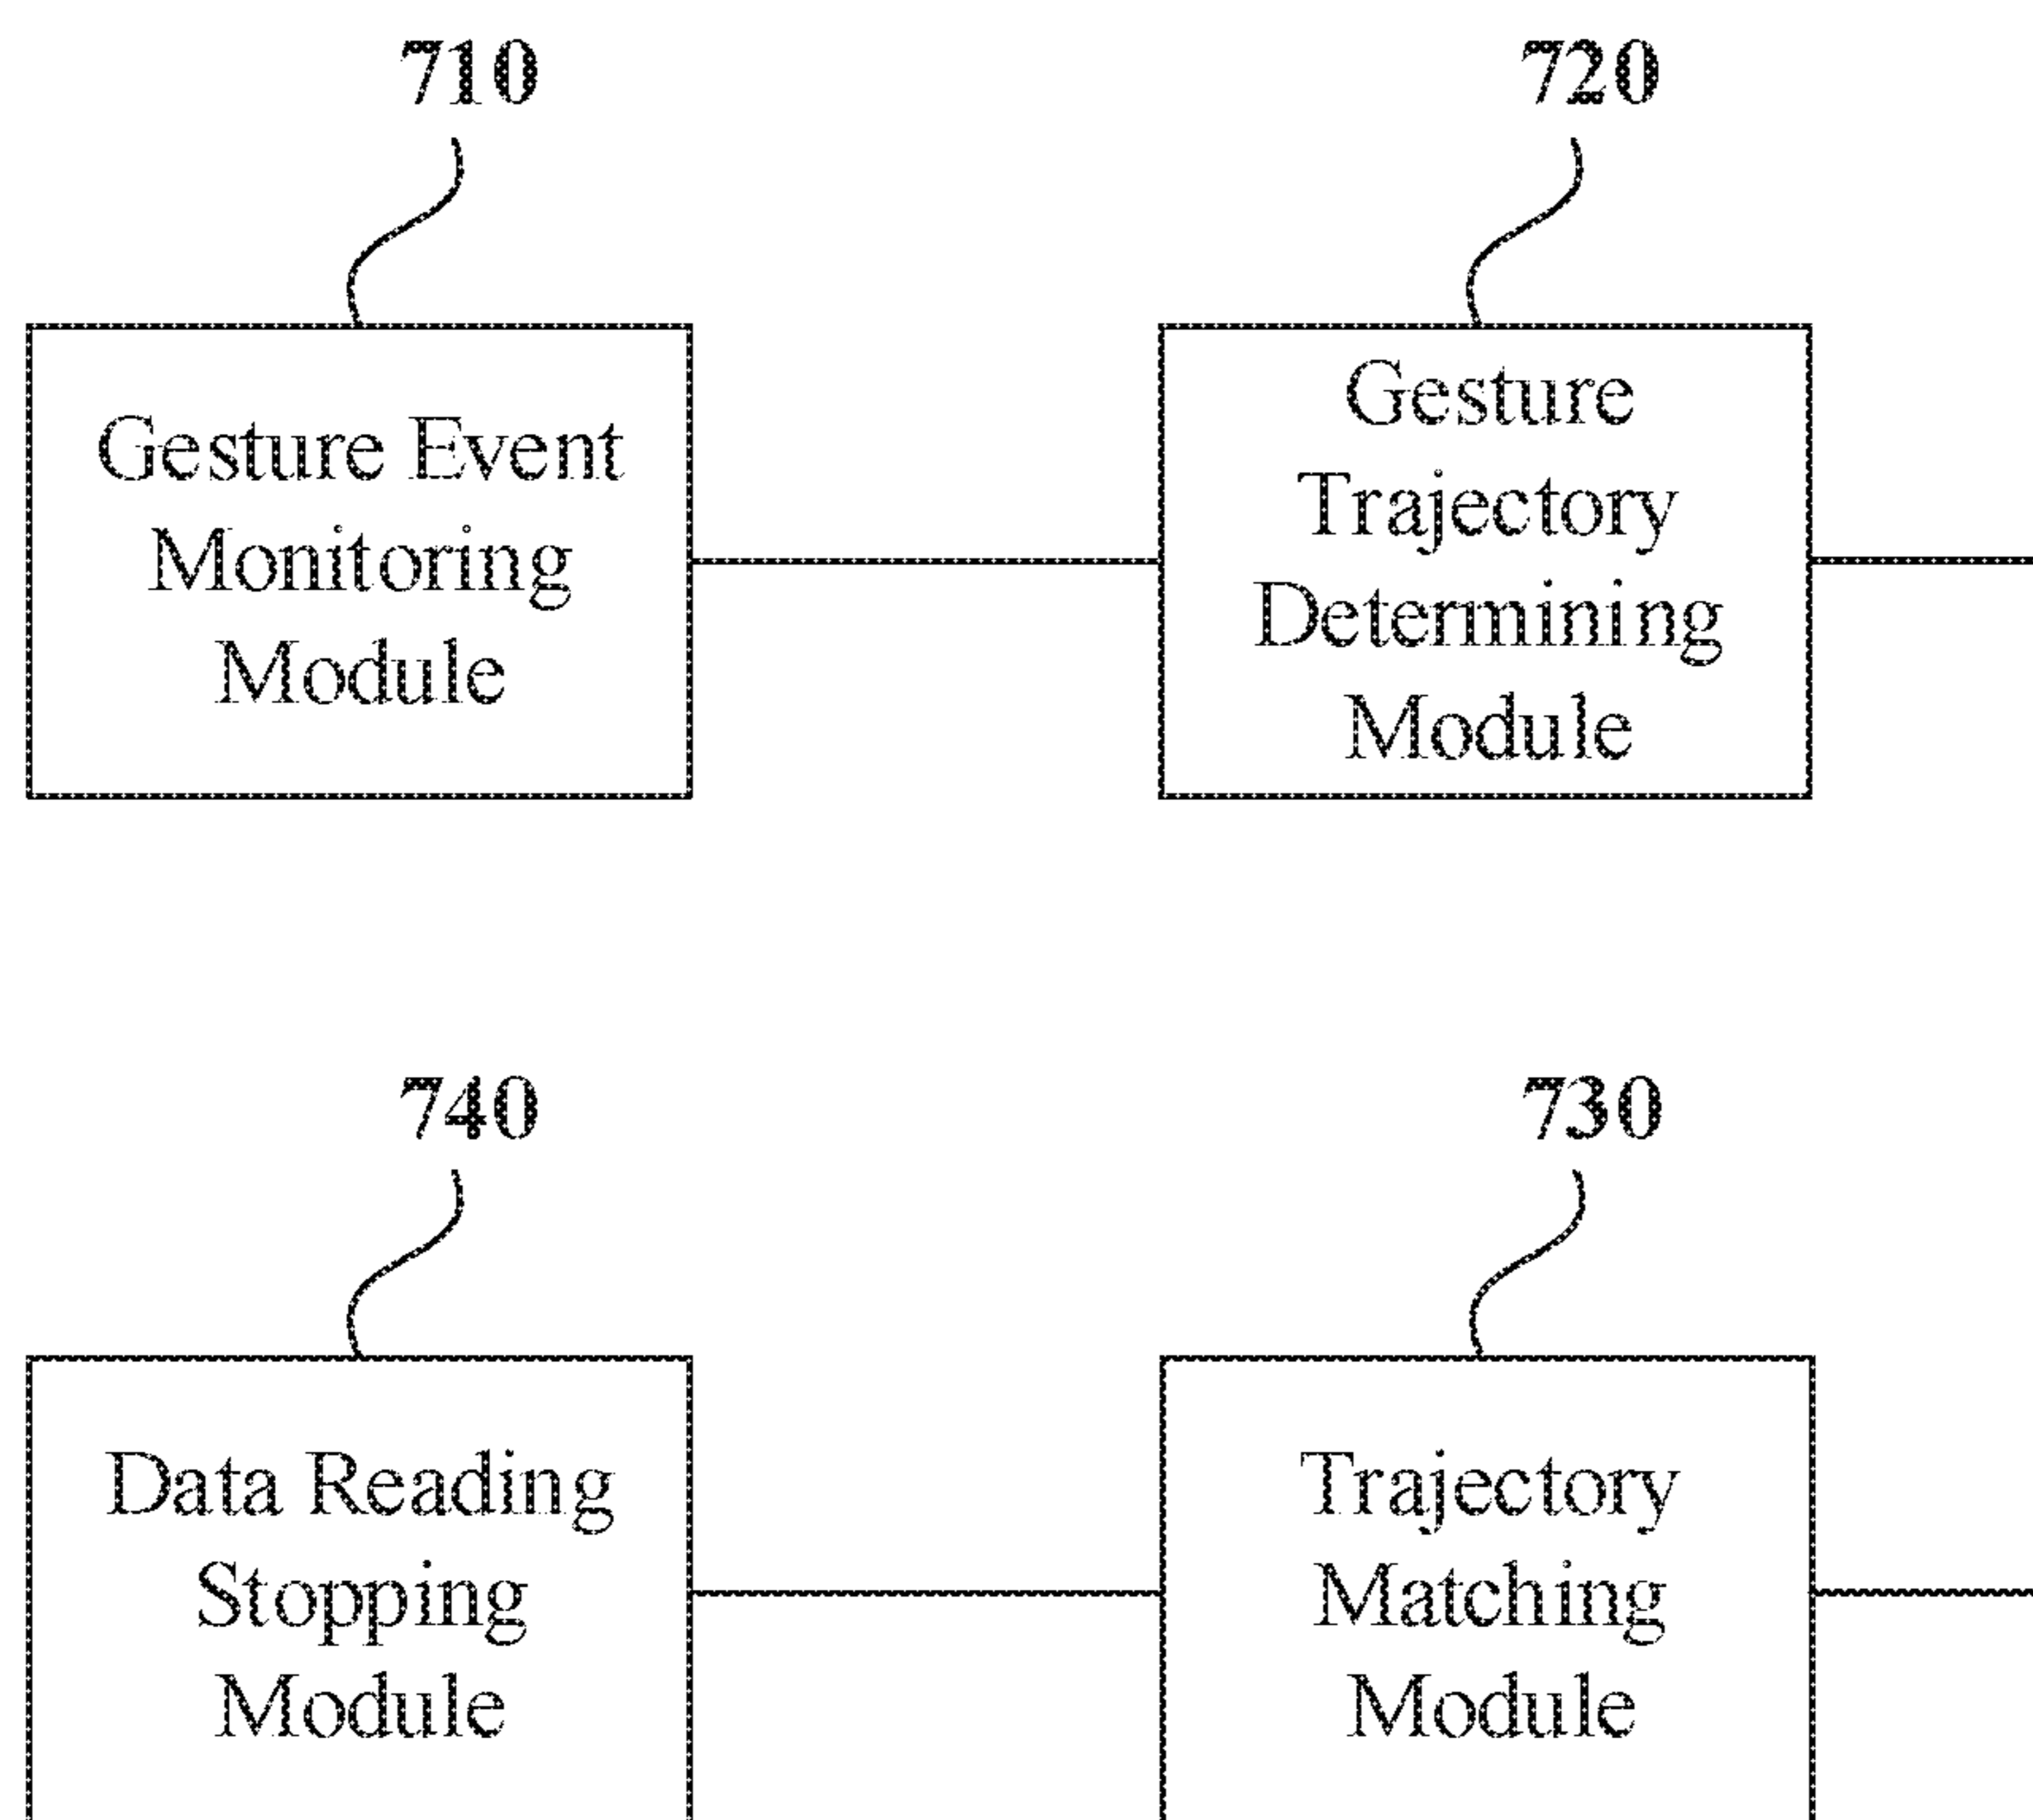 710
720
Gesture Event
Monitoring
Module
Gesture
Trajectory
Determining
Module
740
730
Data Reading
Stopping
Module
Trajectory
Matching
Module